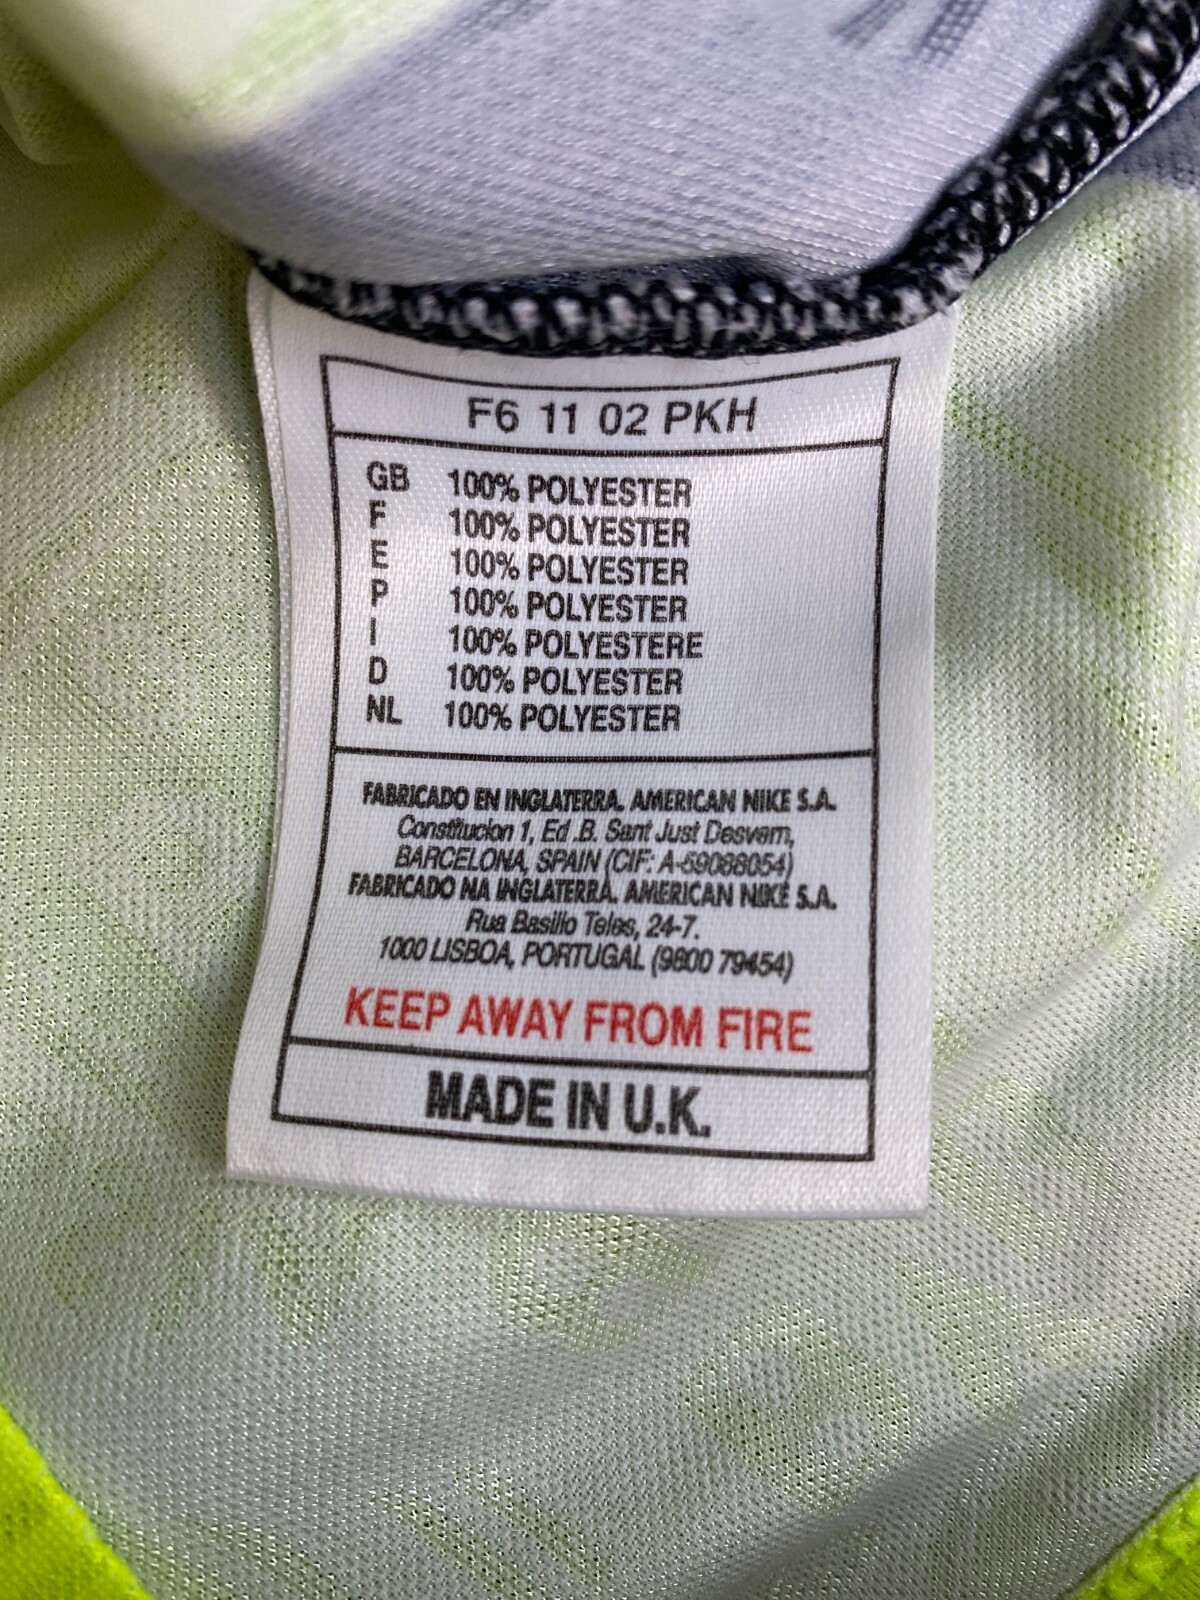 F6 11 02 PKH
GB 100% POLYESTER
F 100% POLYESTER
E 100% POLYESTER
P 100% POLYESTER
I 100% POLYESTERE
D 100% POLYESTER
NL 100% POLYESTER
FABRICADO EN INGLATERRA. AMERICAN NIKE S.A.
Constitucion 1, Ed .B. Sant Just Desvern,
BARCELONA, SPAIN (CIF: A-59088054)
FABRICADO NA INGLATERRA. AMERICAN NIKE S.A.
Rua Basilio Teles, 24-7.
1000 LISBOA, PORTUGAL (9800 79454)
KEEP AWAY FROM FIRE
MADE IN U.K.